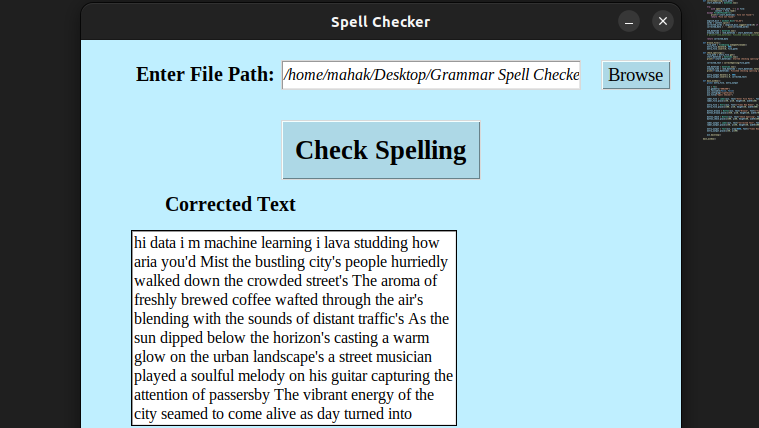 Spell Checker
Enter File Path: /home/mahak/Desktop/Grammar Spell Checke Browse
Check Spelling
Corrected Text
hi data i m machine learning i lava studding how
aria you'd Mist the bustling city's people hurriedly
walked down the crowded street's The aroma of
freshly brewed coffee wafted through the air's
blending with the sounds of distant traffic's As the
sun dipped below the horizon's casting a warm
glow on the urban landscape's a street musician
played a soulful melody on his guitar capturing the
attention of passersby The vibrant energy of the
city seamed to come alive as day turned into